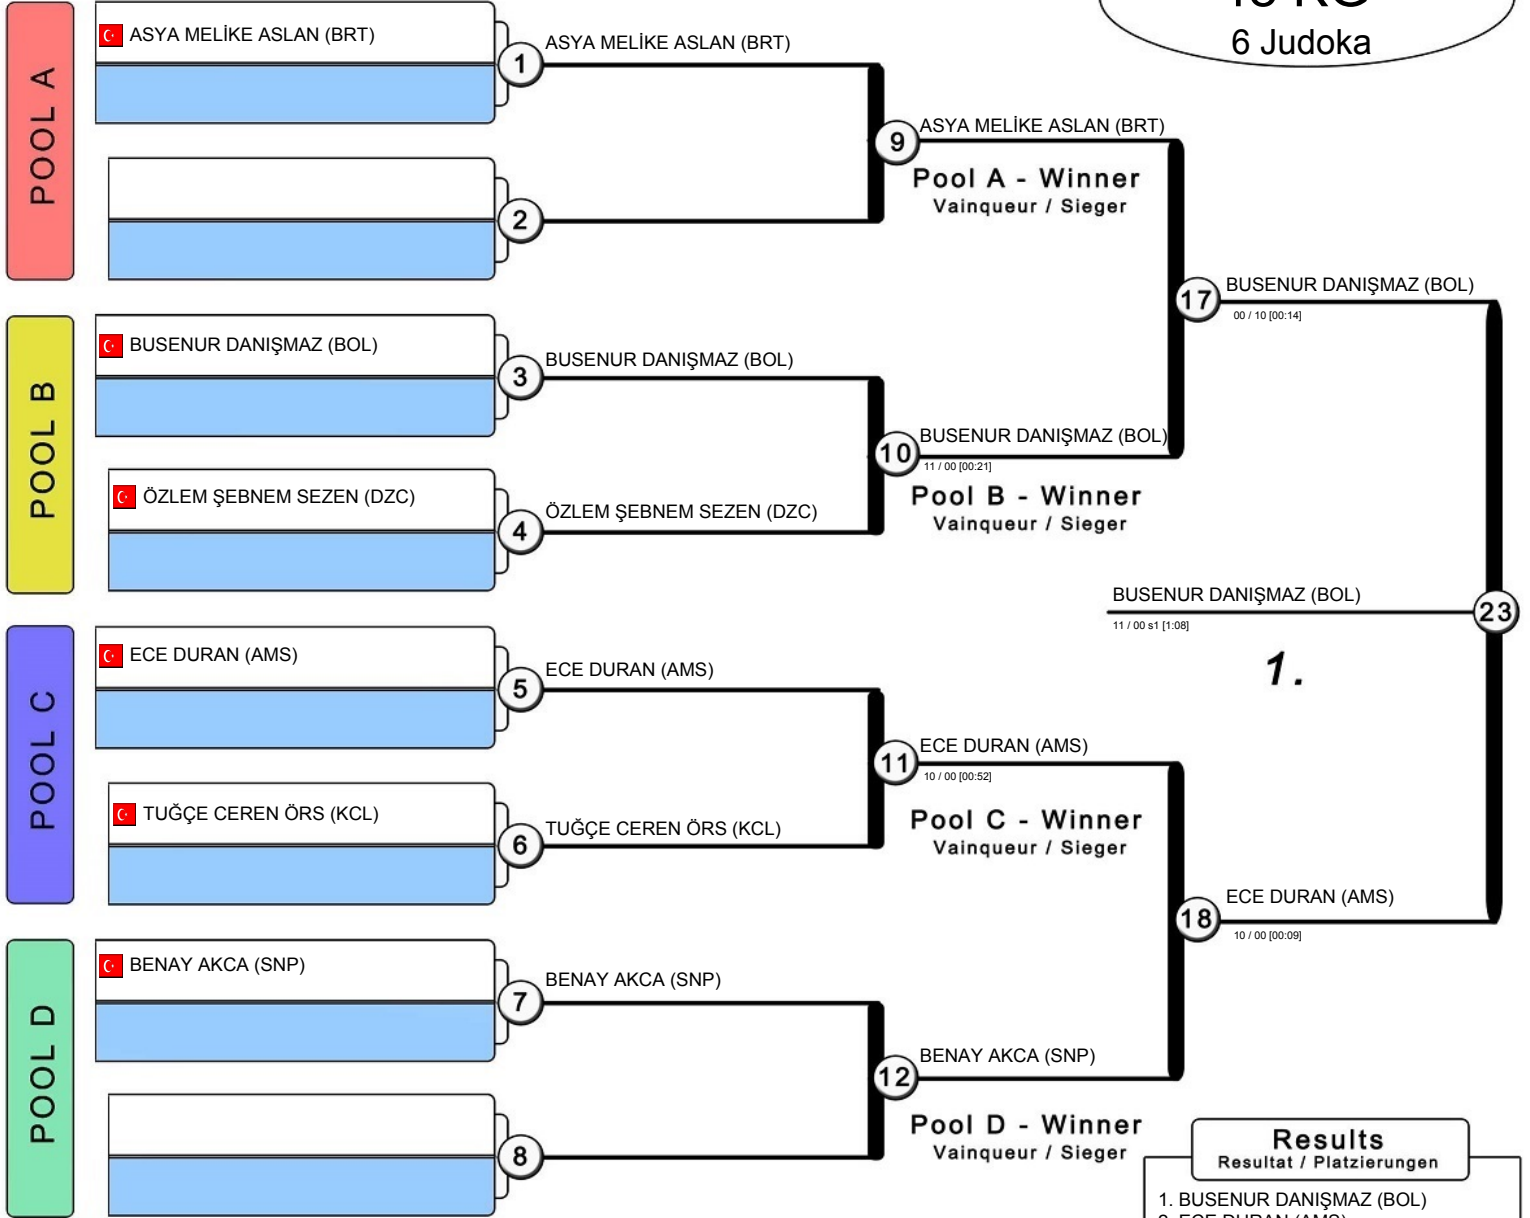 6 Judoka
POOL A
ASYA MELİKE ASLAN (BRT)
1
ASYA MELİKE ASLAN (BRT)
2
9
ASYA MELİKE ASLAN (BRT)
Pool A - Winner
Vainqueur / Sieger
POOL B
BUSENUR DANIŞMAZ (BOL)
3
BUSENUR DANIŞMAZ (BOL)
ÖZLEM ŞEBNEM SEZEN (DZC)
4
ÖZLEM ŞEBNEM SEZEN (DZC)
10
BUSENUR DANIŞMAZ (BOL)
11 / 00 [00:21]
Pool B - Winner
Vainqueur / Sieger
17
BUSENUR DANIŞMAZ (BOL)
00 / 10 [00:14]
POOL C
ECE DURAN (AMS)
5
ECE DURAN (AMS)
TUĞÇE CEREN ÖRS (KCL)
6
TUĞÇE CEREN ÖRS (KCL)
11
ECE DURAN (AMS)
10 / 00 [00:52]
Pool C - Winner
Vainqueur / Sieger
POOL D
BENAY AKCA (SNP)
7
BENAY AKCA (SNP)
8
12
BENAY AKCA (SNP)
Pool D - Winner
Vainqueur / Sieger
18
ECE DURAN (AMS)
10 / 00 [00:09]
BUSENUR DANIŞMAZ (BOL)
11 / 00 s1 [1:08]
23
1.
Results
Resultat / Platzierungen
1. BUSENUR DANIŞMAZ (BOL)
2. ECE DURAN (AMS)